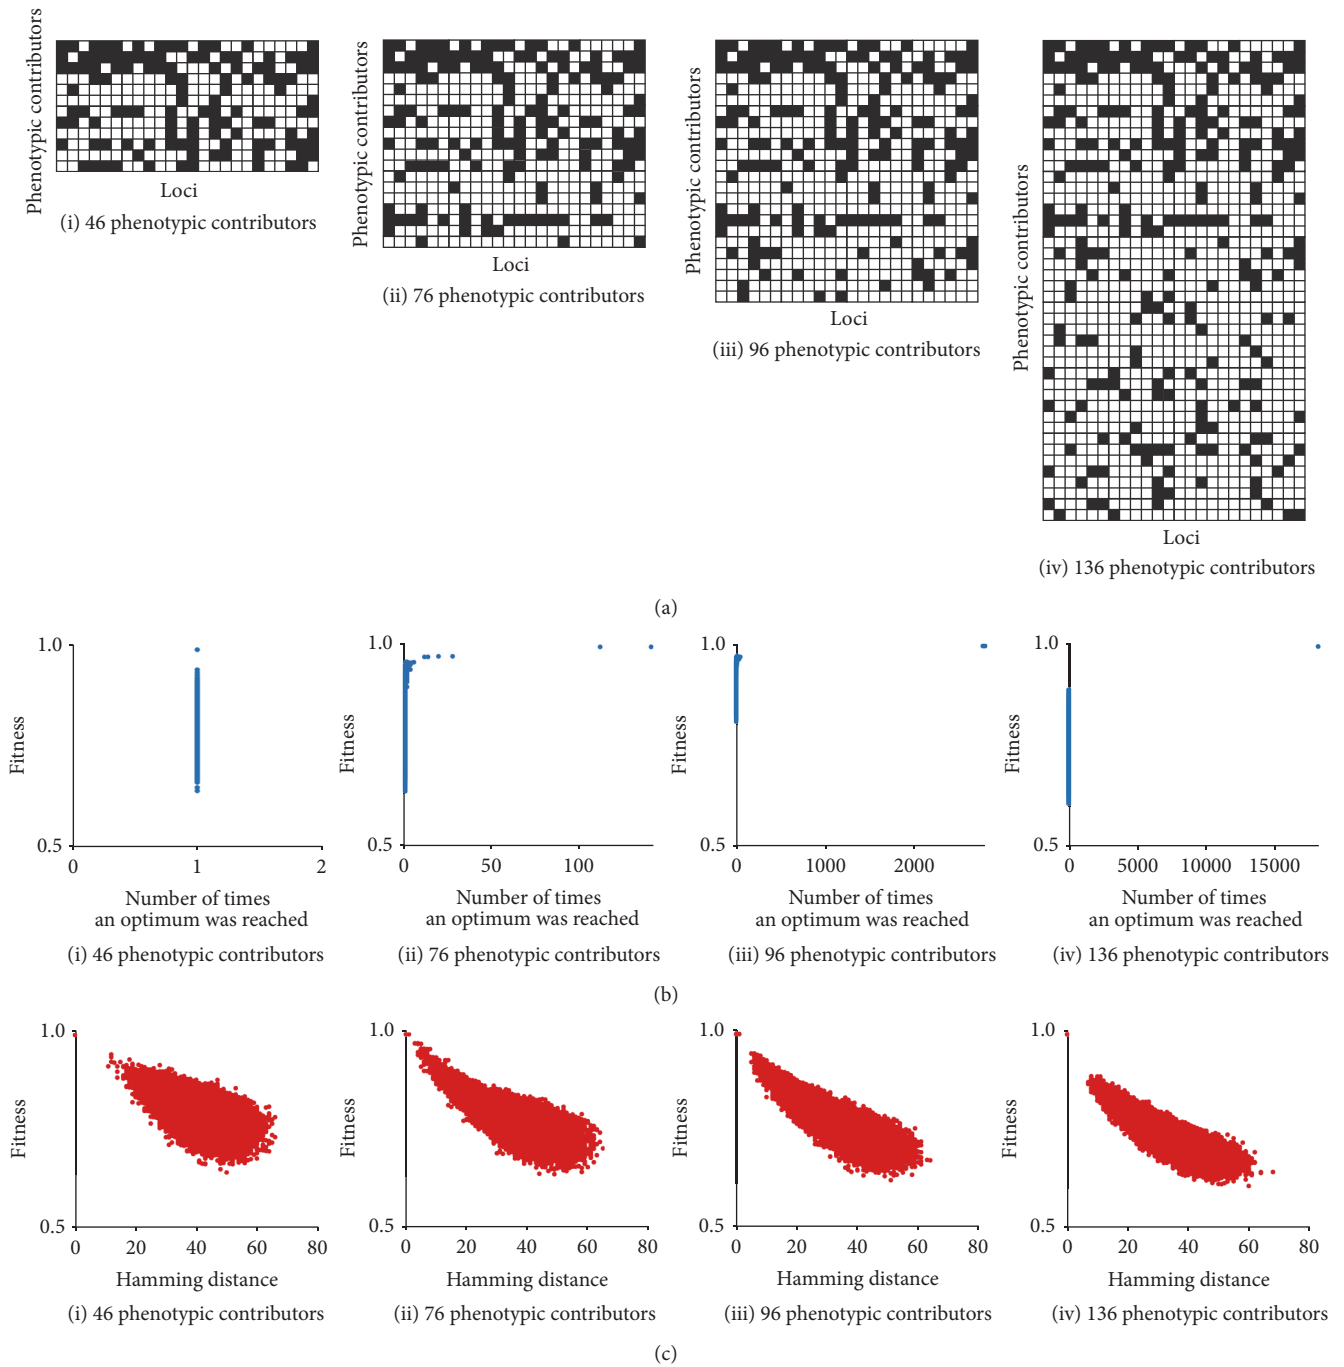 Phenotypic contributors
Loci
(i) 46 phenotypic contributors
Phenotypic contributors
Loci
(ii) 76 phenotypic contributors
Phenotypic contributors
Loci
(iii) 96 phenotypic contributors
Phenotypic contributors
Loci
(iv) 136 phenotypic contributors
(a)
1.0
Fitness
0.5
0 1 2
Number of times
an optimum was reached
(i) 46 phenotypic contributors
1.0
Fitness
0.5
0 50 100
Number of times
an optimum was reached
(ii) 76 phenotypic contributors
1.0
Fitness
0.5
0 1000 2000
Number of times
an optimum was reached
(iii) 96 phenotypic contributors
1.0
Fitness
0.5
0 5000 10000 15000
Number of times
an optimum was reached
(iv) 136 phenotypic contributors
(b)
1.0
Fitness
0.5
0 20 40 60 80
Hamming distance
(i) 46 phenotypic contributors
1.0
Fitness
0.5
0 20 40 60 80
Hamming distance
(ii) 76 phenotypic contributors
1.0
Fitness
0.5
0 20 40 60 80
Hamming distance
(iii) 96 phenotypic contributors
1.0
Fitness
0.5
0 20 40 60 80
Hamming distance
(iv) 136 phenotypic contributors
(c)